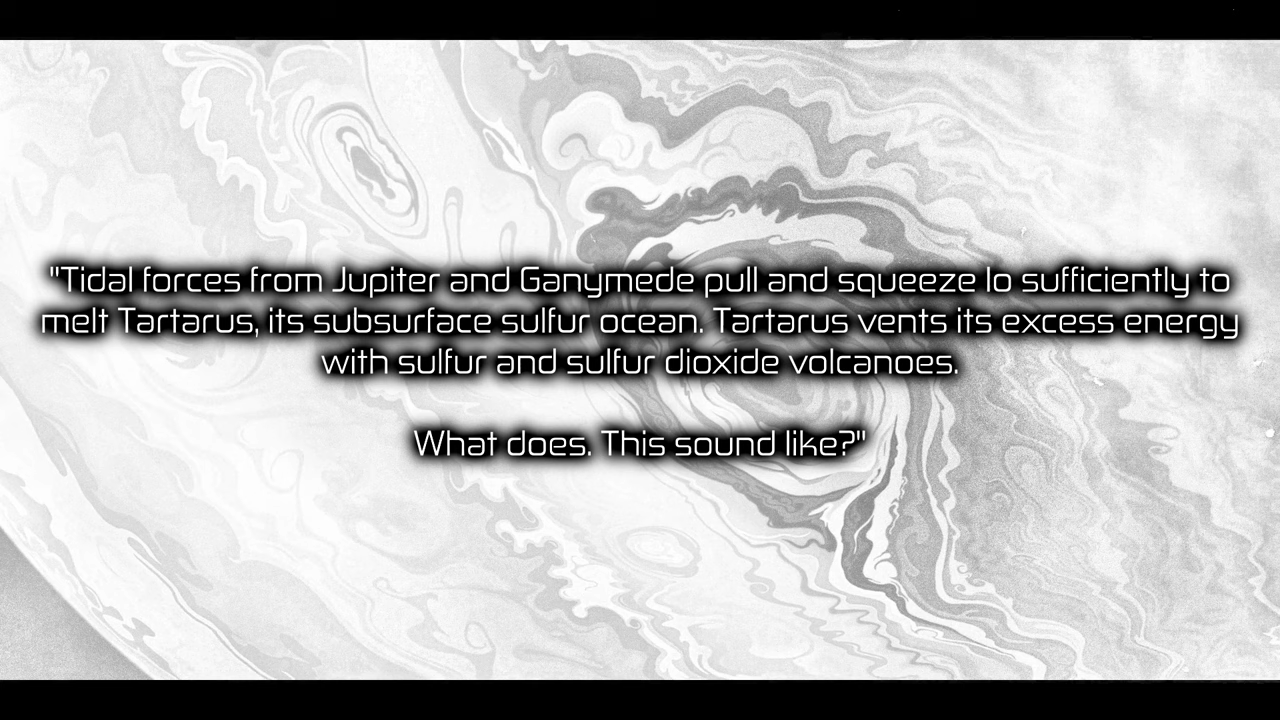 "Tidal forces from Jupiter and Ganymede pull and squeeze Io sufficiently to
melt Tartarus, its subsurface sulfur ocean. Tartarus vents its excess energy
with sulfur and sulfur dioxide volcanoes.
What does. This sound like?"